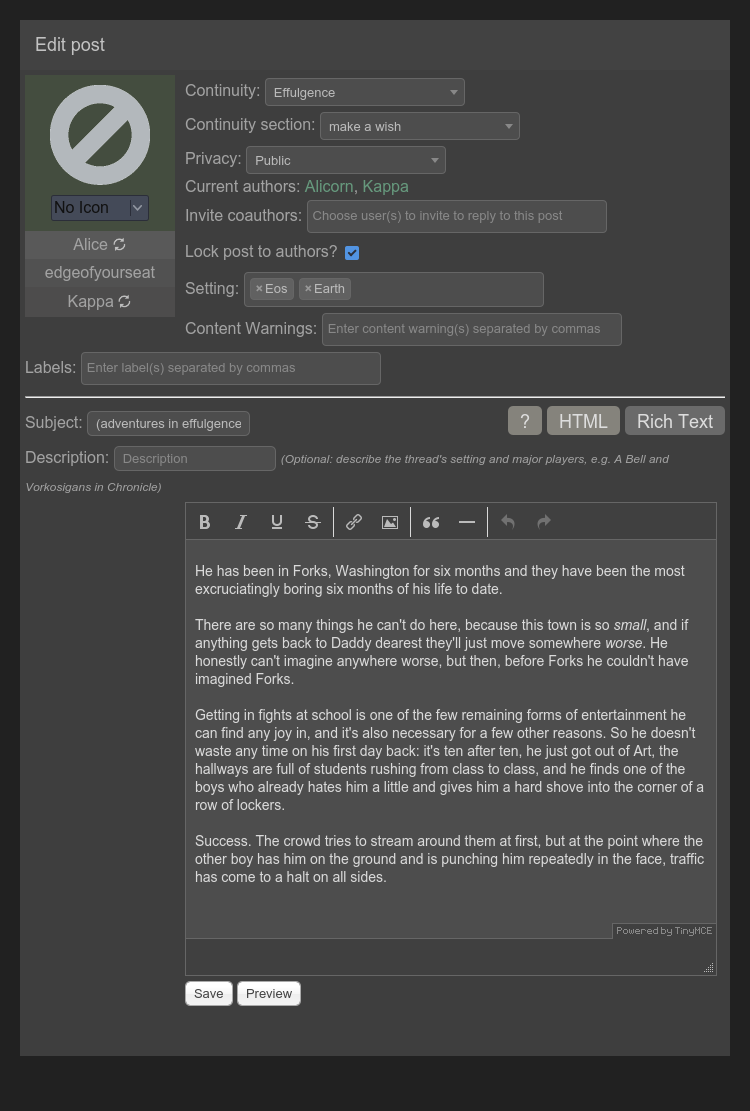 Edit post
No Icon
Alice
edgeofyourseat
Kappa
Continuity: Effulgence
Continuity section: make a wish
Privacy: Public
Current authors: Alicorn, Kappa
Invite coauthors: Choose user(s) to invite to reply to this post
Lock post to authors?
Setting: × Eos × Earth
Content Warnings: Enter content warning(s) separated by commas
Labels: Enter label(s) separated by commas
Subject: (adventures in effulgence
? HTML Rich Text
Description: Description (Optional: describe the thread's setting and major players, e.g. A Bell and
Vorkosigans in Chronicle)
B I U S
He has been in Forks, Washington for six months and they have been the most
excruciatingly boring six months of his life to date.
There are so many things he can't do here, because this town is so small, and if
anything gets back to Daddy dearest they'll just move somewhere worse. He
honestly can't imagine anywhere worse, but then, before Forks he couldn't have
imagined Forks.
Getting in fights at school is one of the few remaining forms of entertainment he
can find any joy in, and it's also necessary for a few other reasons. So he doesn't
waste any time on his first day back: it's ten after ten, he just got out of Art, the
hallways are full of students rushing from class to class, and he finds one of the
boys who already hates him a little and gives him a hard shove into the corner of a
row of lockers.
Success. The crowd tries to stream around them at first, but at the point where the
other boy has him on the ground and is punching him repeatedly in the face, traffic
has come to a halt on all sides.
Powered by TinyMCE
Save Preview